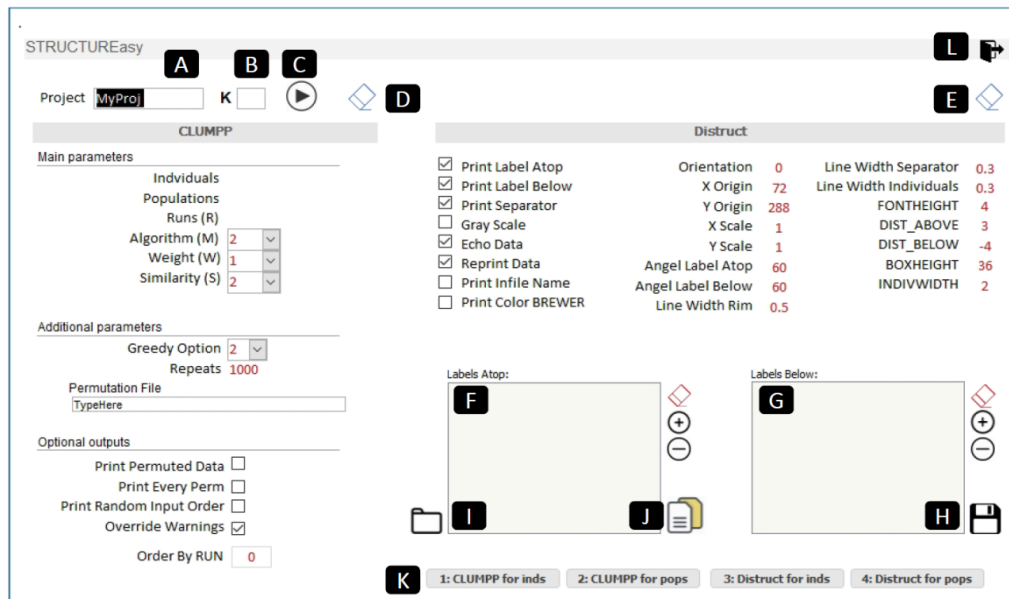 .
STRUCTUREasy
L
A B C
Project MyProj K
D
E
CLUMPP
Main parameters
Indviduals
Populations
Runs (R)
Algorithm (M) 2
Weight (W) 1
Similarity (S) 2
Additional parameters
Greedy Option 2
Repeats 1000
Permutation File
TypeHere
Optional outputs
Print Permuted Data
Print Every Perm
Print Random Input Order
Override Warnings
Order By RUN 0
Distruct
Print Label Atop
Print Label Below
Print Separator
Gray Scale
Echo Data
Reprint Data
Print Infile Name
Print Color BREWER
Orientation 0
X Origin 72
Y Origin 288
X Scale 1
Y Scale 1
Angel Label Atop 60
Angel Label Below 60
Line Width Rim 0.5
Line Width Separator 0.3
Line Width Individuals 0.3
FONTHEIGHT 4
DIST_ABOVE 3
DIST_BELOW -4
BOXHEIGHT 36
INDIVWIDTH 2
Labels Atop:
F
I
J
Labels Below:
G
H
K
1: CLUMPP for inds
2: CLUMPP for pops
3: Distruct for inds
4: Distruct for pops